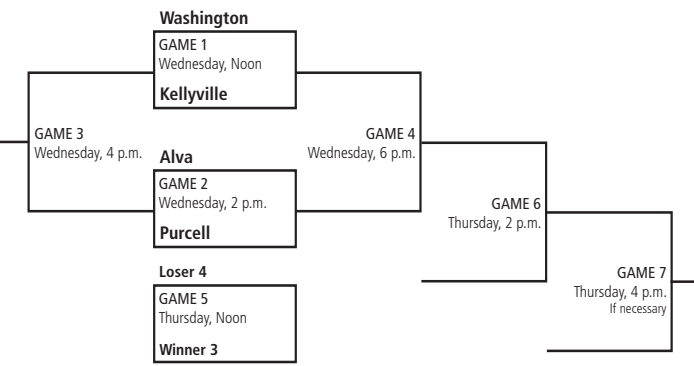 Washington
GAME 1
Wednesday, Noon
Kellyville
GAME 3
Wednesday, 4 p.m.
GAME 4
Wednesday, 6 p.m.
Alva
GAME 2
Wednesday, 2 p.m.
Purcell
GAME 6
Thursday, 2 p.m.
Loser 4
GAME 5
Thursday, Noon
Winner 3
GAME 7
Thursday, 4 p.m.
If necessary